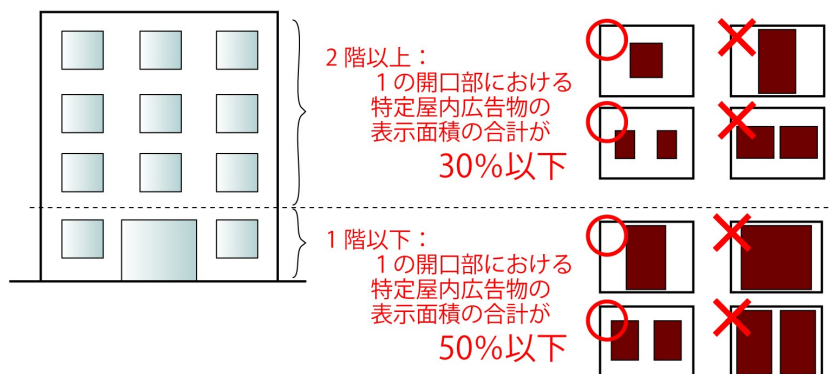 2階以上：
１の開口部における
特定屋内広告物の
表示面積の合計が
30%以下
1階以下：
１の開口部における
特定屋内広告物の
表示面積の合計が
50%以下